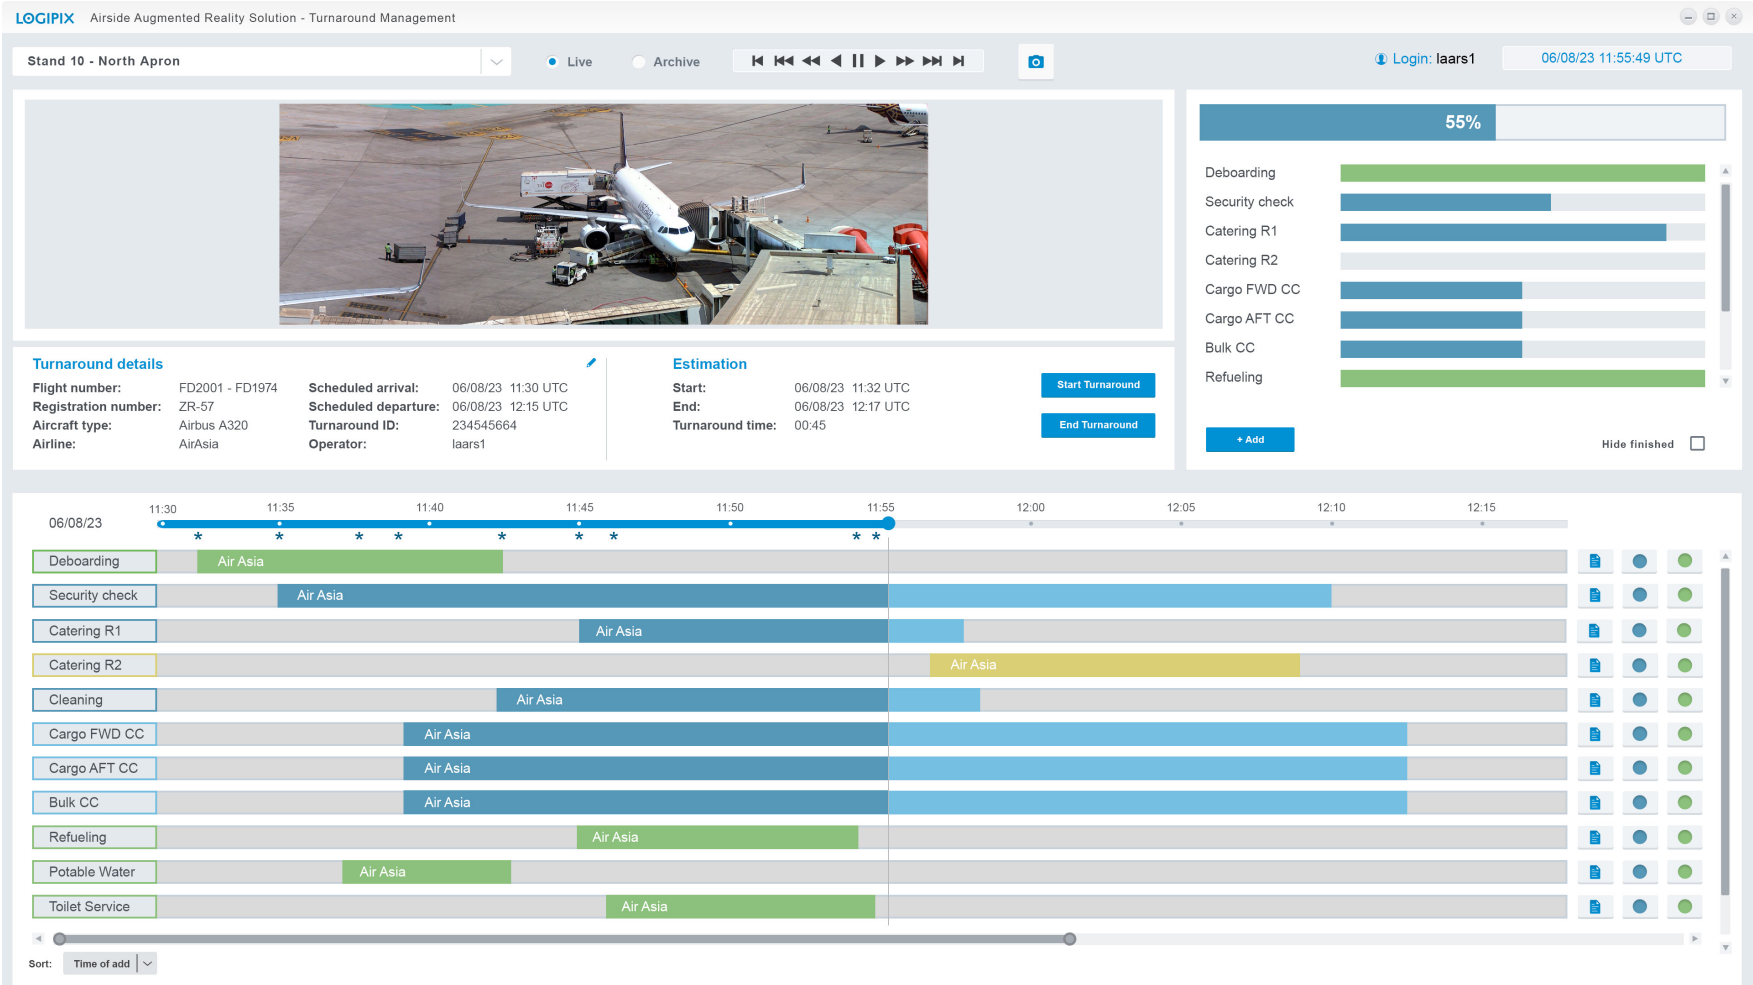 LOGIPIX Airside Augmented Reality Solution - Turnaround Management
Stand 10 - North Apron
Live
Archive
Login: laars1
06/08/23 11:55:49 UTC
55%
Deboarding
Security check
Catering R1
Catering R2
Cargo FWD CC
Cargo AFT CC
Bulk CC
Refueling
+ Add
Hide finished
Turnaround details
Flight number: FD2001 - FD1974
Registration number: ZR-57
Aircraft type: Airbus A320
Airline: AirAsia
Scheduled arrival: 06/08/23 11:30 UTC
Scheduled departure: 06/08/23 12:15 UTC
Turnaround ID: 234545664
Operator: laars1
Estimation
Start: 06/08/23 11:32 UTC
End: 06/08/23 12:17 UTC
Turnaround time: 00:45
Start Turnaround
End Turnaround
06/08/23
11:30 11:35 11:40 11:45 11:50 11:55 12:00 12:05 12:10 12:15
* * * * * * * * *
Deboarding Air Asia
Security check Air Asia
Catering R1 Air Asia
Catering R2 Air Asia
Cleaning Air Asia
Cargo FWD CC Air Asia
Cargo AFT CC Air Asia
Bulk CC Air Asia
Refueling Air Asia
Potable Water Air Asia
Toilet Service Air Asia
Sort: Time of add